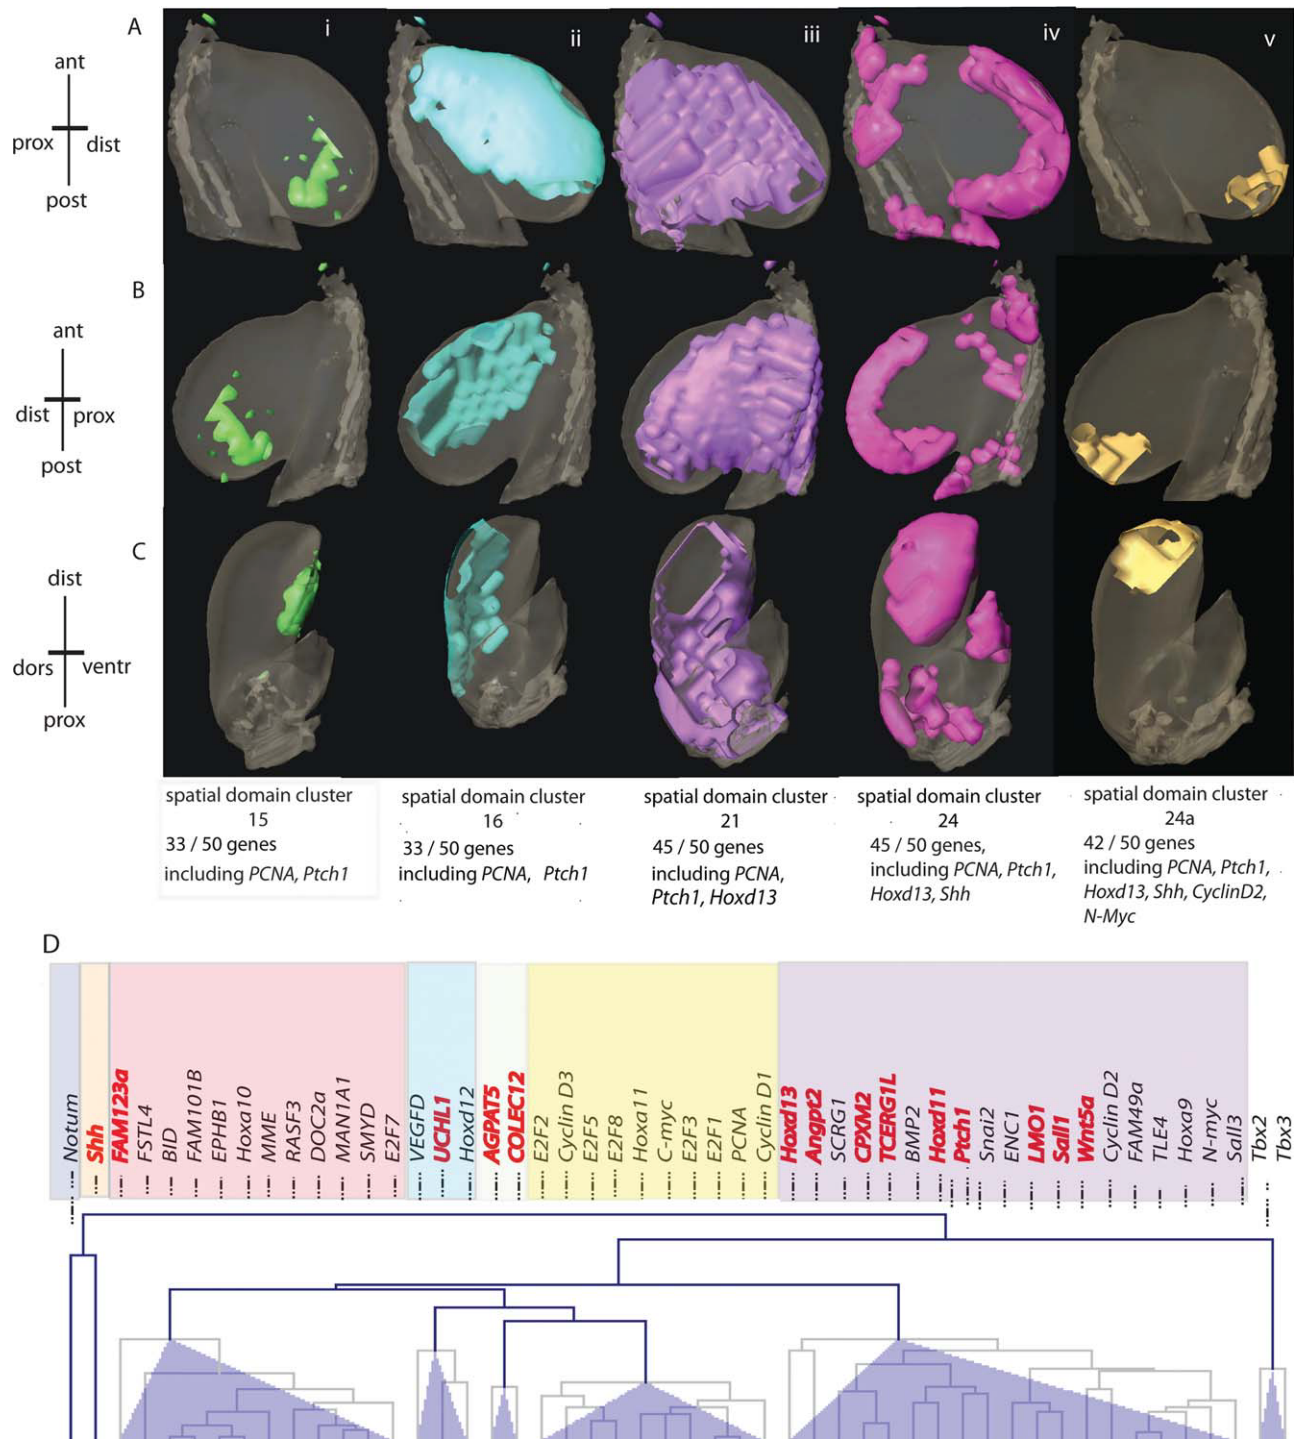 A
i
ii
iii
iv
v
ant
prox dist
post
B
ant
dist prox
post
C
dist
dors ventr
prox
spatial domain cluster
15
33 / 50 genes
including PCNA, Ptch1
spatial domain cluster
16
33 / 50 genes
including PCNA, Ptch1
spatial domain cluster
21
45 / 50 genes
including PCNA,
Ptch1, Hoxd13
spatial domain cluster
24
45 / 50 genes,
including PCNA, Ptch1,
Hoxd13, Shh
spatial domain cluster
24a
42 / 50 genes
including PCNA, Ptch1,
Hoxd13, Shh, CyclinD2,
N-Myc
D
Notum
Shh
FAM123a
FSTL4
BID
FAM101B
EPHB1
Hoxa10
MME
RASF3
DOC2a
MAN1A1
SMYD
E2F7
VEGFD
UCHL1
Hoxd12
AGPAT5
COLEC12
E2F2
Cyclin D3
E2F5
E2F8
Hoxa11
C-myc
E2F3
E2F1
PCNA
Cyclin D1
Hoxd13
Angpt2
SCRG1
CPXM2
TCERG1L
BMP2
Hoxd11
Ptch1
Snai2
ENC1
LMO1
Sall1
Wnt5a
Cyclin D2
FAM49a
TLE4
Hoxa9
N-myc
Sall3
Tbx2
Tbx3